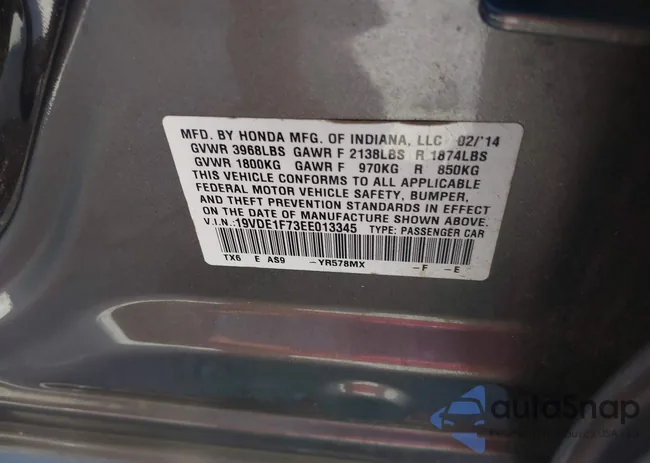 MFD. BY HONDA MFG. OF INDIANA, LLC 02/'14
GVWR 3968LBS GAWR F 2138LBS R 1874LBS
GVWR 1800KG GAWR F 970KG R 850KG
THIS VEHICLE CONFORMS TO ALL APPLICABLE
FEDERAL MOTOR VEHICLE SAFETY, BUMPER,
AND THEFT PREVENTION STANDARDS IN EFFECT
ON THE DATE OF MANUFACTURE SHOWN ABOVE.
V.I.N.:19VDE1F73EE013345 TYPE: PASSENGER CAR
TX6 E AS9 -YR578MX -F -E
autoSnap